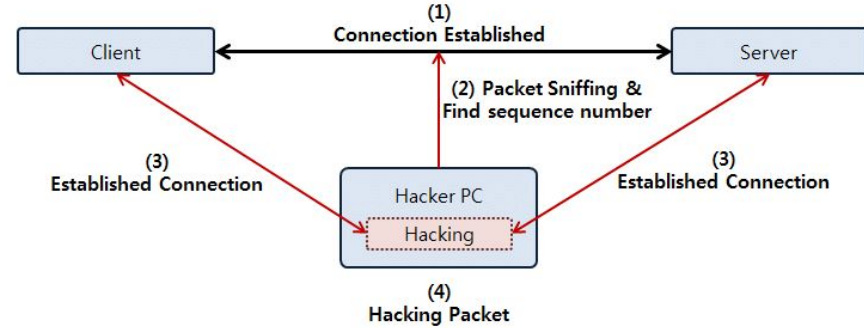 (1)
Connection Established
Client
Server
(2) Packet Sniffing &
Find sequence number
(3)
Established Connection
(3)
Established Connection
Hacker PC
Hacking
(4)
Hacking Packet